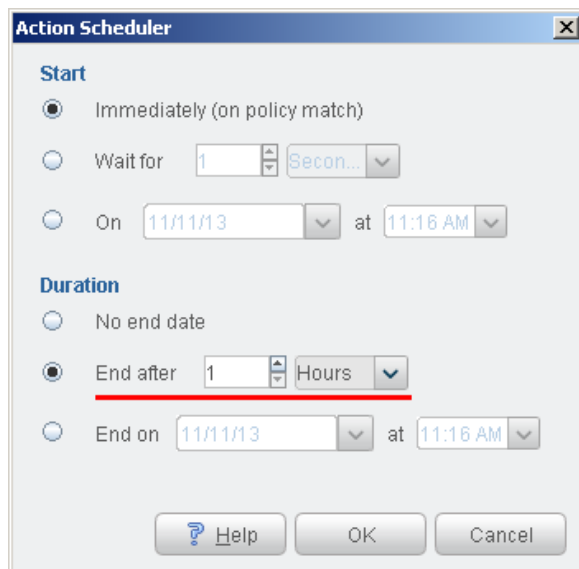 Action Scheduler
Start
Immediately (on policy match)
Wait for 1 Secon...
On 11/11/13 at 11:16 AM
Duration
No end date
End after 1 Hours
End on 11/11/13 at 11:16 AM
? Help OK Cancel